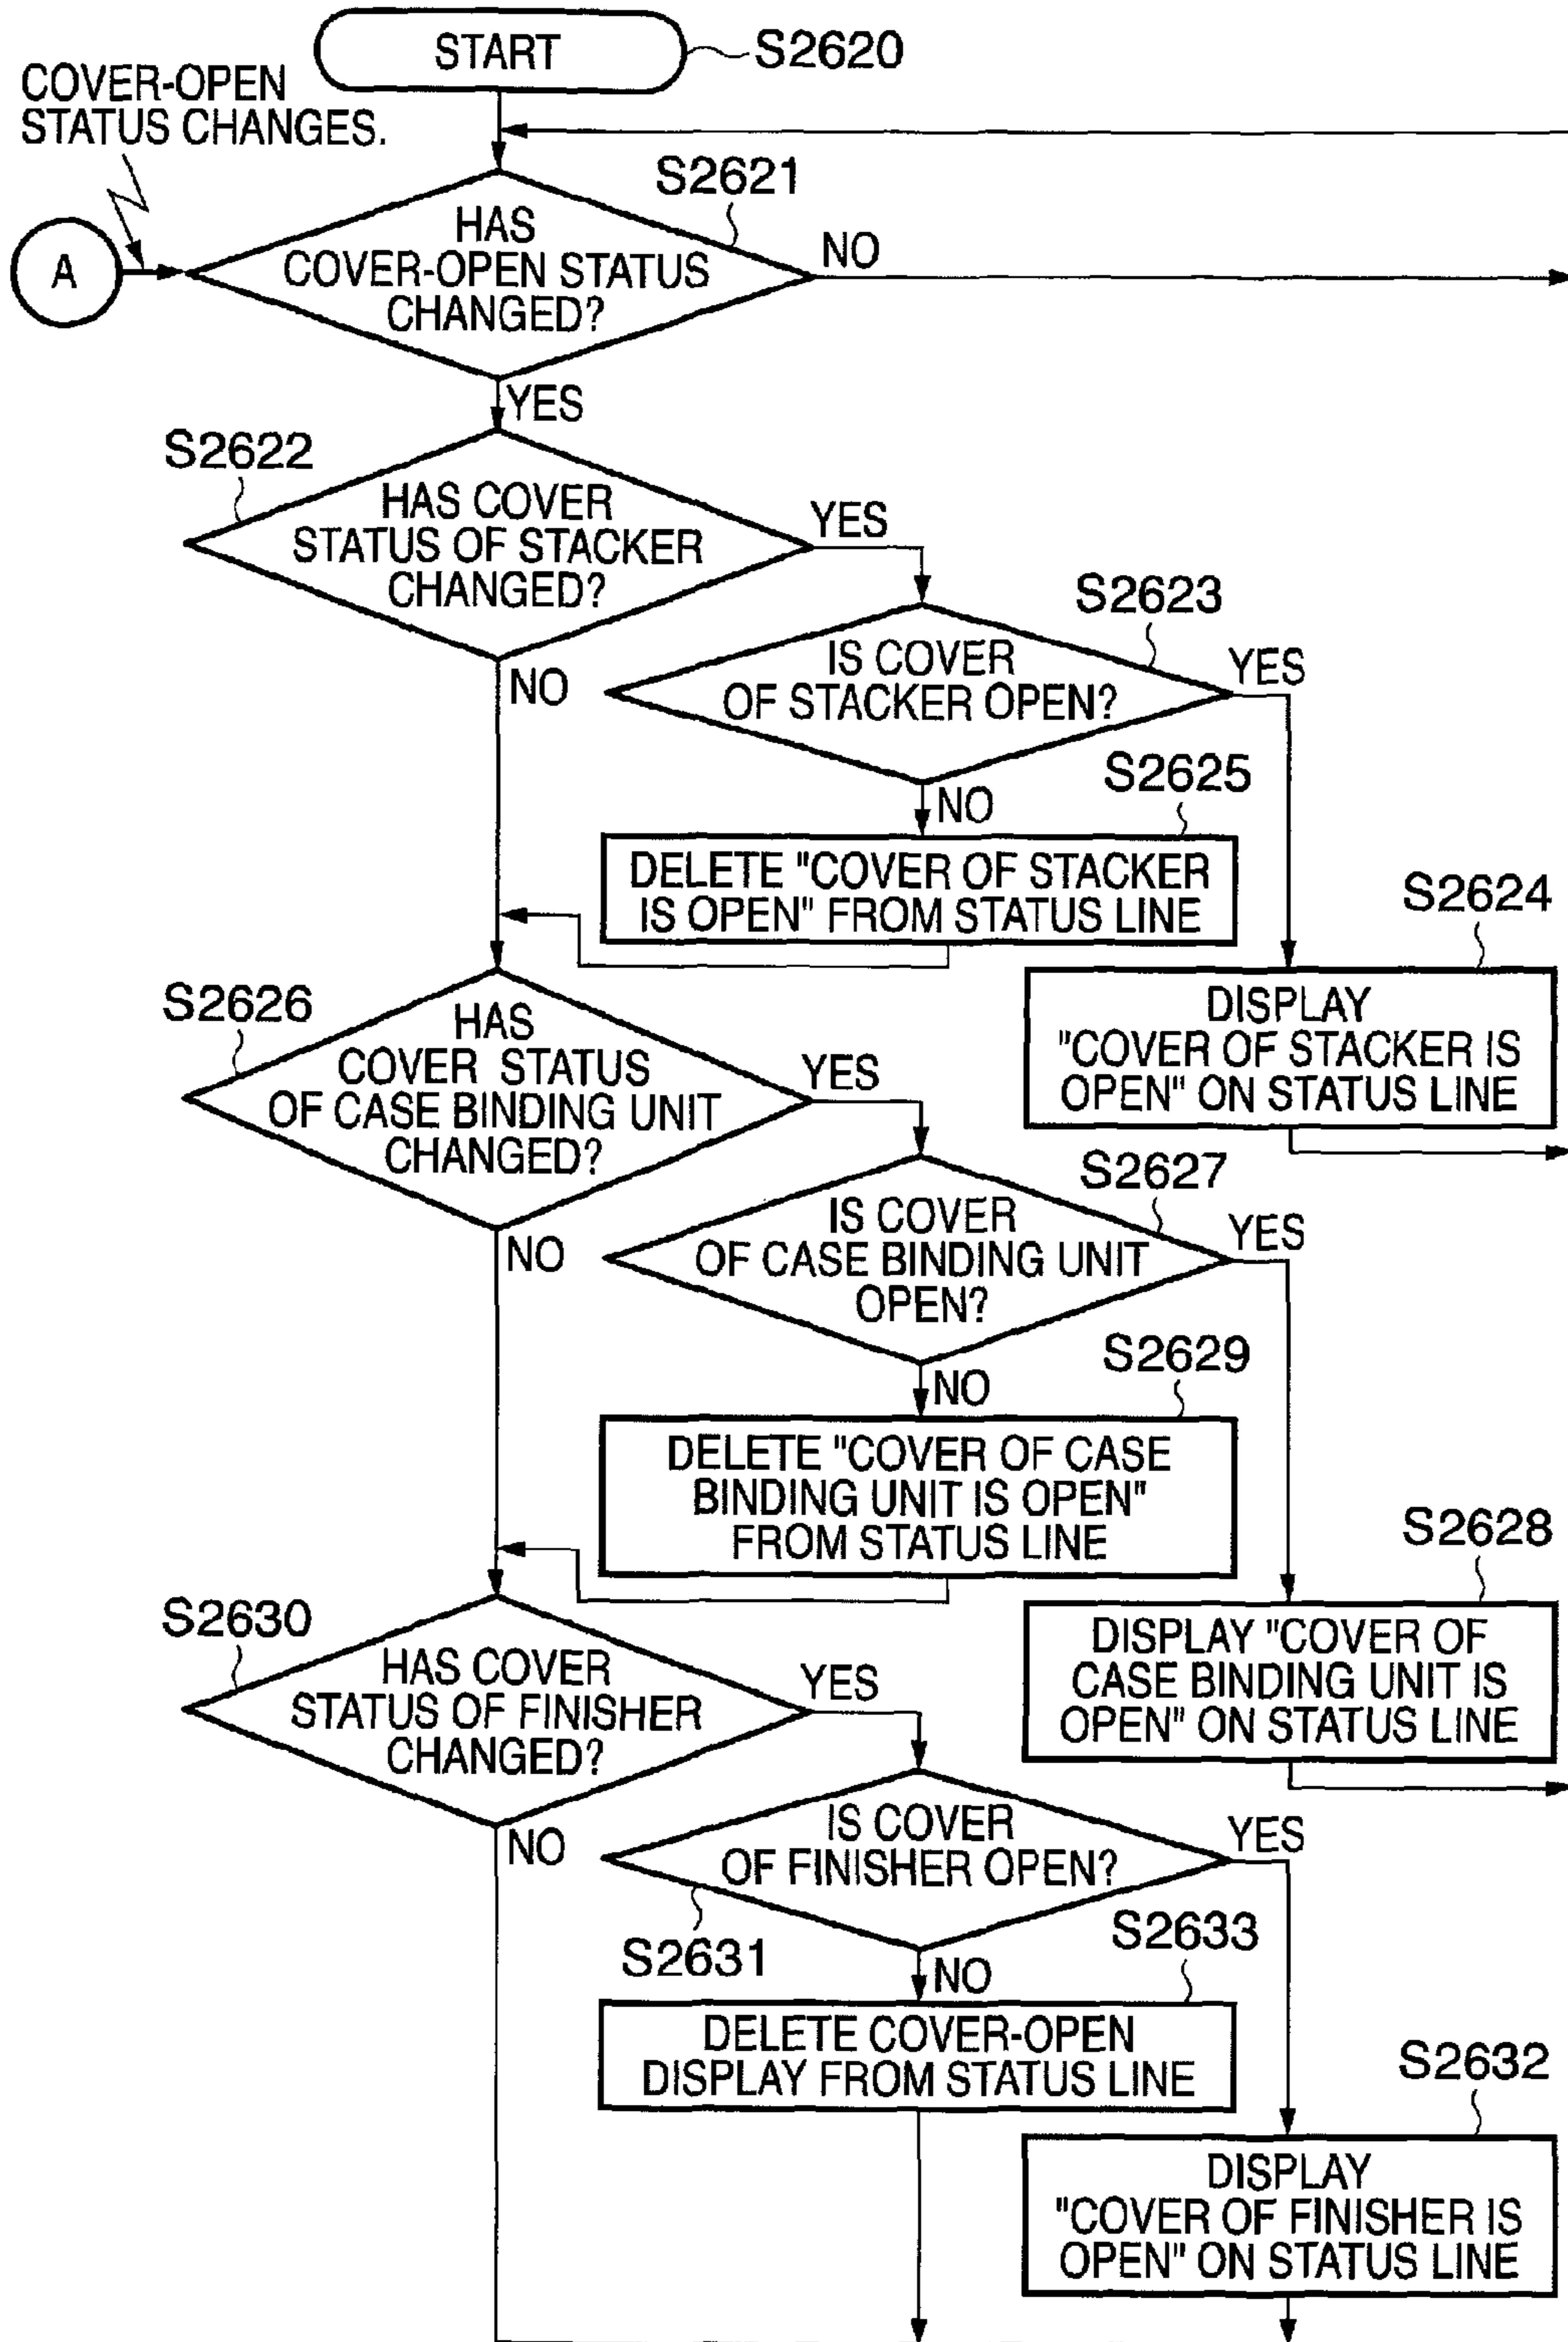 START
S2620
COVER-OPEN
STATUS CHANGES.
S2621
A
HAS
COVER-OPEN STATUS
CHANGED?
NO
YES
S2622
HAS COVER
STATUS OF STACKER
CHANGED?
YES
NO
S2623
IS COVER
OF STACKER OPEN?
YES
NO
S2625
DELETE "COVER OF STACKER
IS OPEN" FROM STATUS LINE
S2624
DISPLAY
"COVER OF STACKER IS
OPEN" ON STATUS LINE
S2626
HAS
COVER STATUS
OF CASE BINDING UNIT
CHANGED?
YES
NO
S2627
IS COVER
OF CASE BINDING UNIT
OPEN?
YES
NO
S2629
DELETE "COVER OF CASE
BINDING UNIT IS OPEN"
FROM STATUS LINE
S2628
DISPLAY "COVER OF
CASE BINDING UNIT IS
OPEN" ON STATUS LINE
S2630
HAS COVER
STATUS OF FINISHER
CHANGED?
YES
NO
IS COVER
OF FINISHER OPEN?
YES
S2631
NO
S2633
DELETE COVER-OPEN
DISPLAY FROM STATUS LINE
S2632
DISPLAY
"COVER OF FINISHER IS
OPEN" ON STATUS LINE